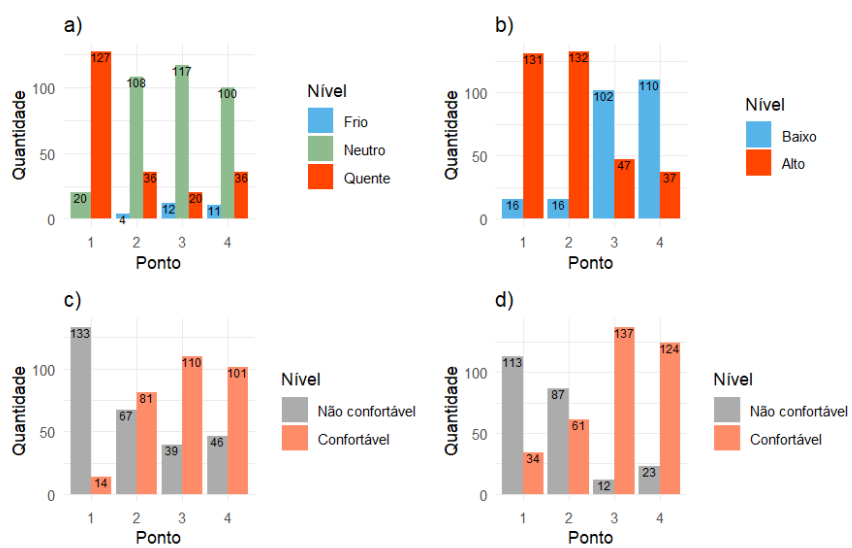 a)
Quantidade
100
50
0
127
108
117
100
20
36
20
36
4
12
11
1 2 3 4
Ponto
Nível
Frio
Neutro
Quente
b)
Quantidade
100
50
0
131
132
102
110
16
16
47
37
1 2 3 4
Ponto
Nível
Baixo
Alto
c)
Quantidade
100
50
0
133
67
81
110
101
14
39
46
1 2 3 4
Ponto
Nível
Não confortável
Confortável
d)
Quantidade
100
50
0
113
87
137
124
34
61
12
23
1 2 3 4
Ponto
Nível
Não confortável
Confortável